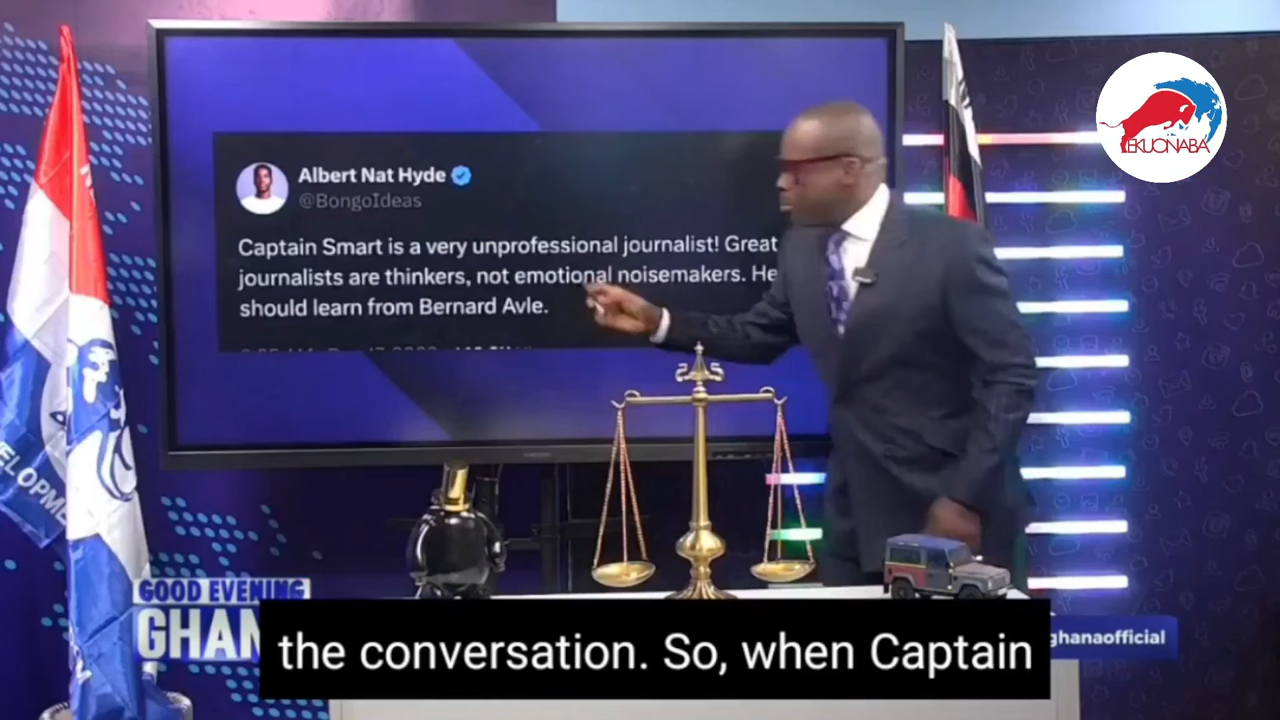 Albert Nat Hyde
@BongoIdeas
Captain Smart is a very unprofessional journalist! Great
journalists are thinkers, not emotional noisemakers. He
should learn from Bernard Avle.
EKUONABA
GOOD EVENING
GHAN
ghanaofficial
the conversation. So, when Captain